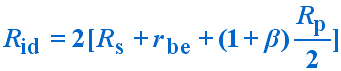 R_id = 2[R_s + r_be + (1 + β) R_p/2]